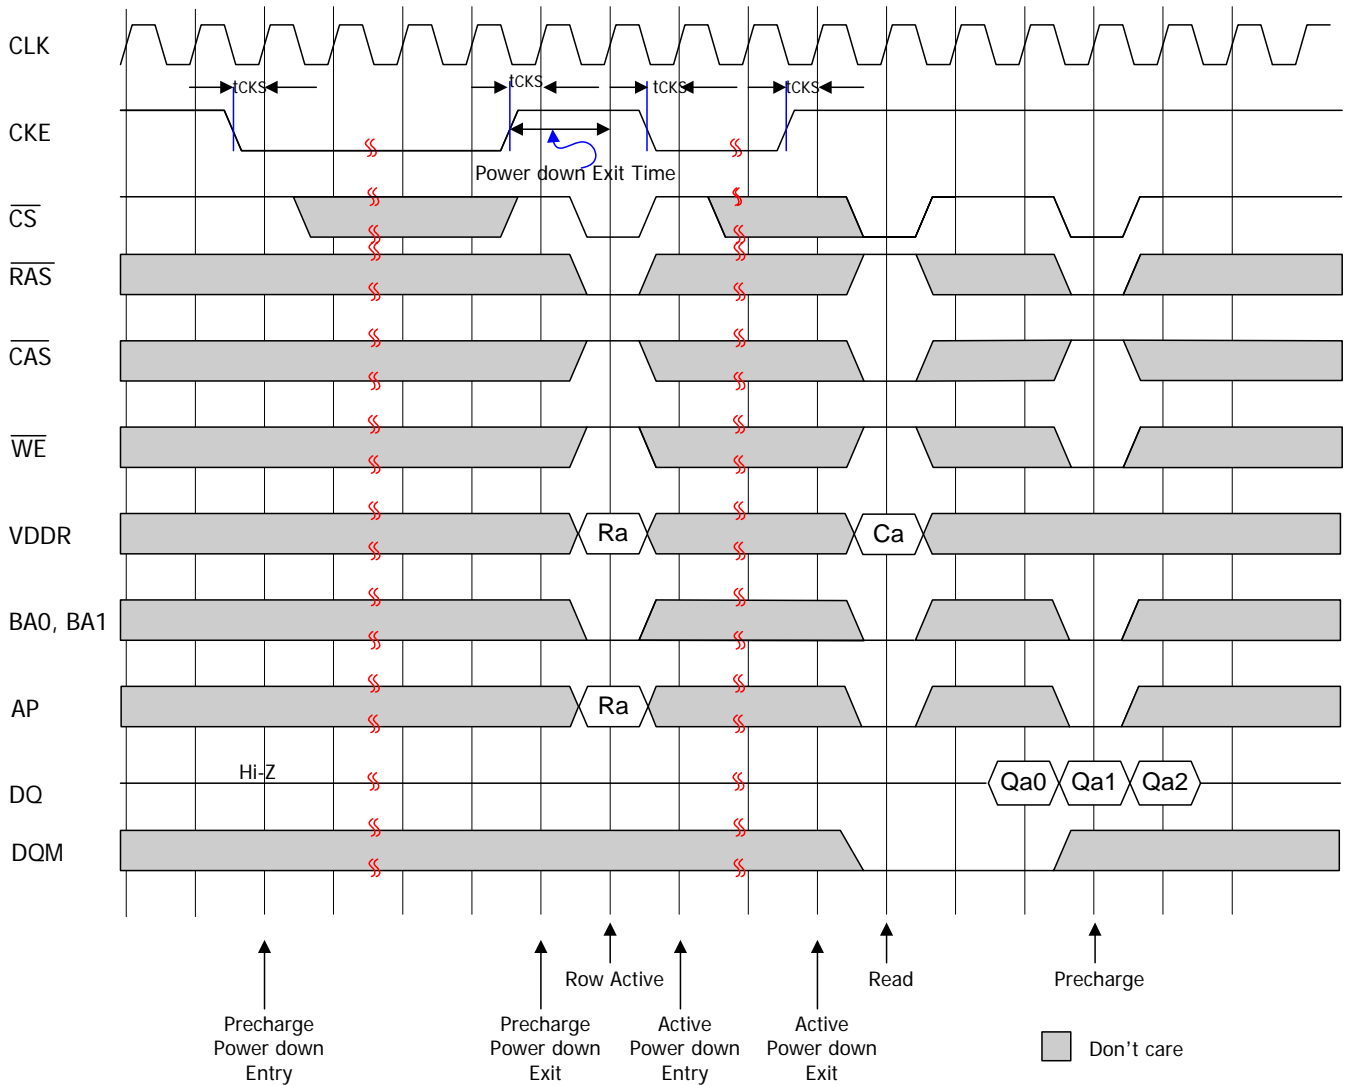 CLK
tCKS tCKS tCKS tCKS
CKE
Power down Exit Time
CS
RAS
CAS
WE
VDDR Ra Ca
BA0, BA1
AP Ra
Hi-Z
DQ Qa0 Qa1 Qa2
DQM
Row Active Read Precharge
Precharge
Power down
Entry
Precharge
Power down
Exit
Active
Power down
Entry
Active
Power down
Exit
Don't care